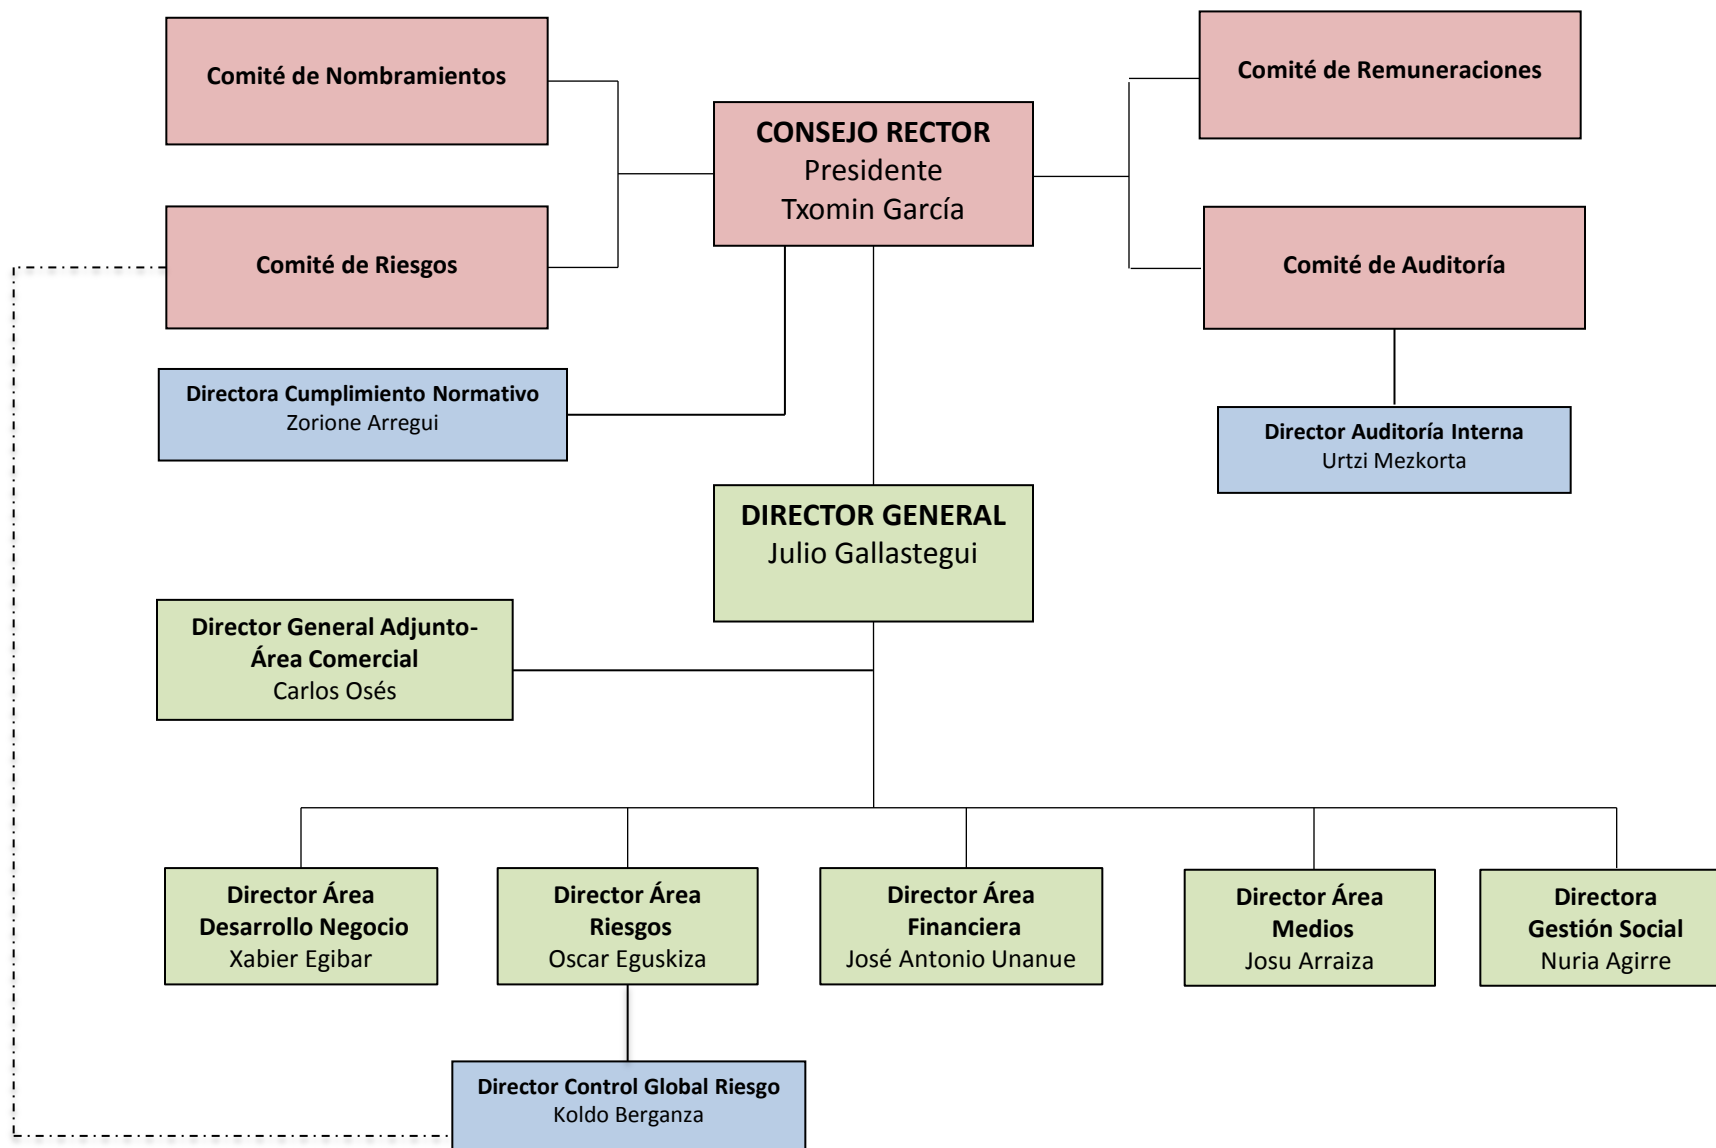 Comité de Nombramientos
Comité de Remuneraciones
CONSEJO RECTOR
Presidente
Txomin García
Comité de Riesgos
Comité de Auditoría
Directora Cumplimiento Normativo
Zorione Arregui
Director Auditoría Interna
Urtzi Mezkorta
DIRECTOR GENERAL
Julio Gallastegui
Director General Adjunto-
Área Comercial
Carlos Osés
Director Área
Desarrollo Negocio
Xabier Egibar
Director Área
Riesgos
Oscar Eguskiza
Director Área
Financiera
José Antonio Unanue
Director Área
Medios
Josu Arraiza
Directora
Gestión Social
Nuria Agirre
Director Control Global Riesgo
Koldo Berganza